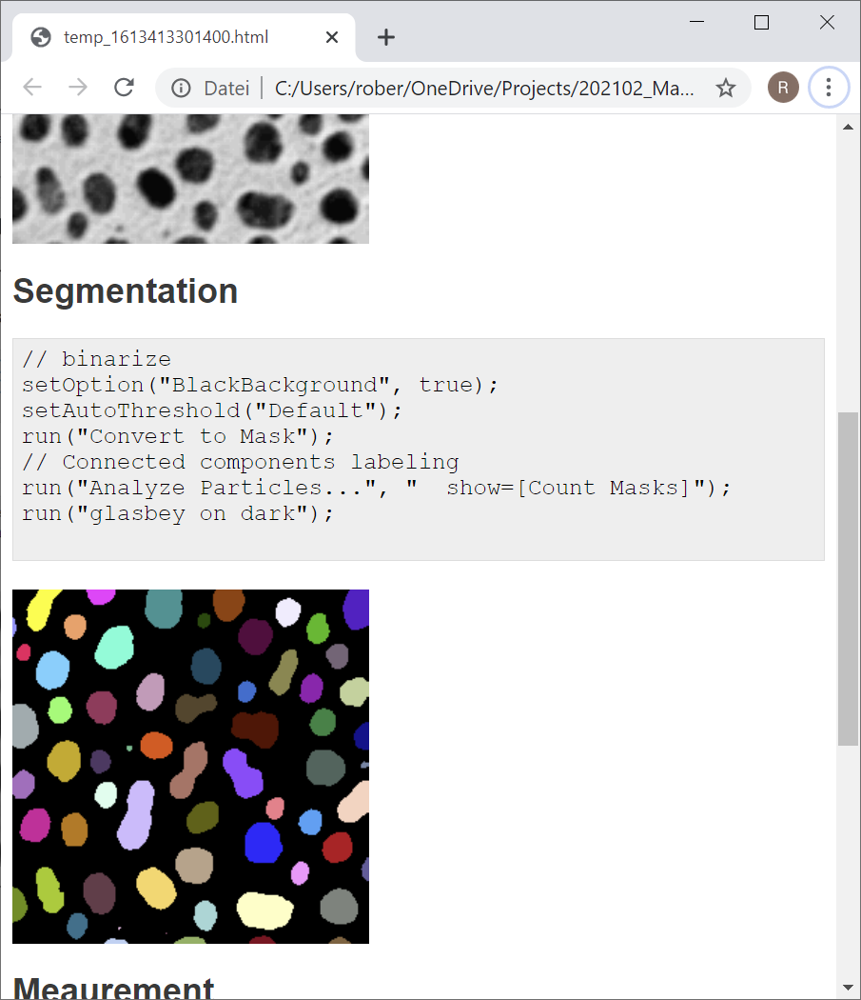 temp_1613413301400.html
Datei | C:/Users/rober/OneDrive/Projects/202102_Ma...
R
Segmentation
// binarize
setOption("BlackBackground", true);
setAutoThreshold("Default");
run("Convert to Mask");
// Connected components labeling
run("Analyze Particles...", "  show=[Count Masks]");
run("glasbey on dark");
Meaurement